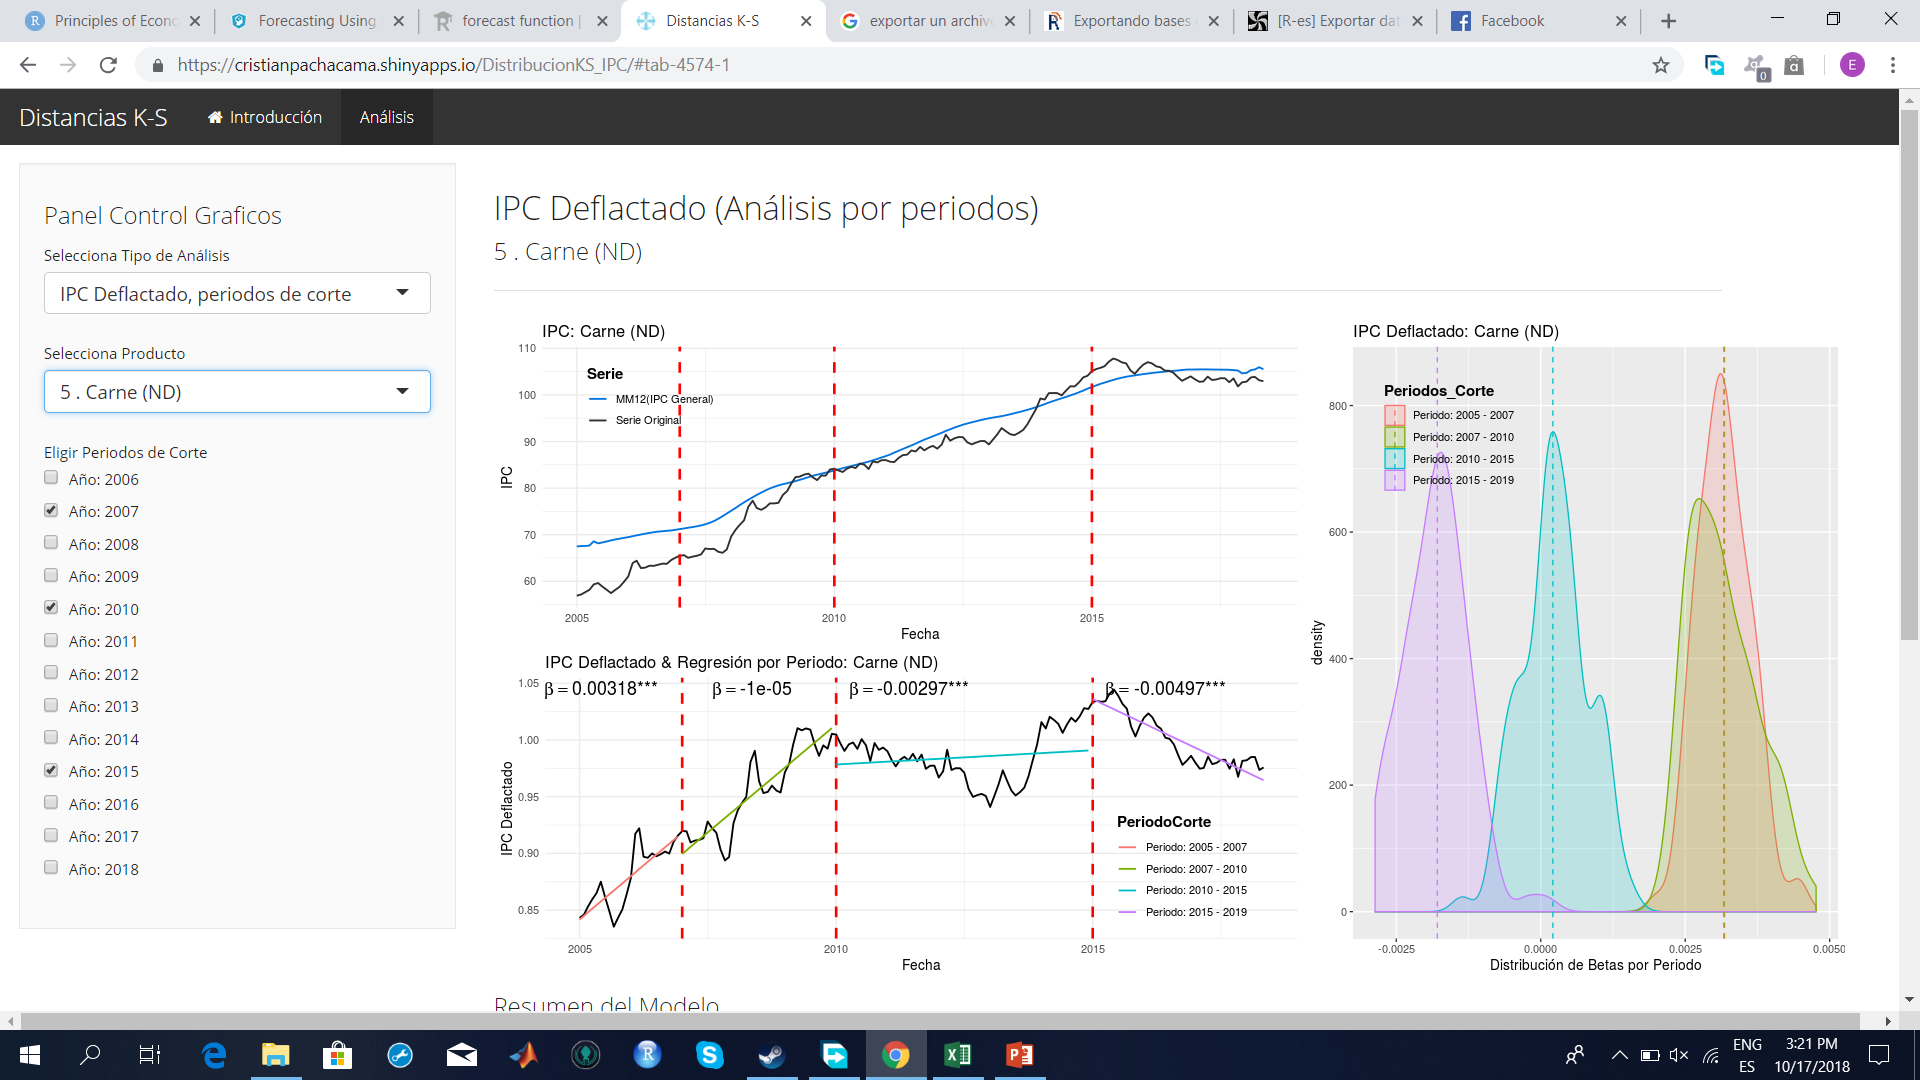 Principles of Econo
Forecasting Using
forecast function |
Distancias K-S
exportar un archivo
Exportando bases
[R-es] Exportar dat
Facebook
https://cristianpachacama.shinyapps.io/DistribucionKS_IPC/#tab-4574-1
0
E
Distancias K-S
Introducción
Análisis
Panel Control Graficos
Selecciona Tipo de Análisis
IPC Deflactado, periodos de corte
Selecciona Producto
5 . Carne (ND)
Eligir Periodos de Corte
Año: 2006
Año: 2007
Año: 2008
Año: 2009
Año: 2010
Año: 2011
Año: 2012
Año: 2013
Año: 2014
Año: 2015
Año: 2016
Año: 2017
Año: 2018
IPC Deflactado (Análisis por periodos)
5 . Carne (ND)
IPC: Carne (ND)
110
100
90
80
70
60
IPC
Serie
MM12(IPC General)
Serie Original
2005
2010
2015
Fecha
IPC Deflactado & Regresión por Periodo: Carne (ND)
β = 0.00318***
β = -1e-05
β = -0.00297***
β = -0.00497***
1.05
1.00
0.95
0.90
0.85
IPC Deflactado
PeriodoCorte
Periodo: 2005 - 2007
Periodo: 2007 - 2010
Periodo: 2010 - 2015
Periodo: 2015 - 2019
2005
2010
2015
Fecha
IPC Deflactado: Carne (ND)
Periodos_Corte
Periodo: 2005 - 2007
Periodo: 2007 - 2010
Periodo: 2010 - 2015
Periodo: 2015 - 2019
800
600
400
200
0
density
-0.0025
0.0000
0.0025
0.0050
Distribución de Betas por Periodo
Resumen del Modelo
ENG
ES
3:21 PM
10/17/2018